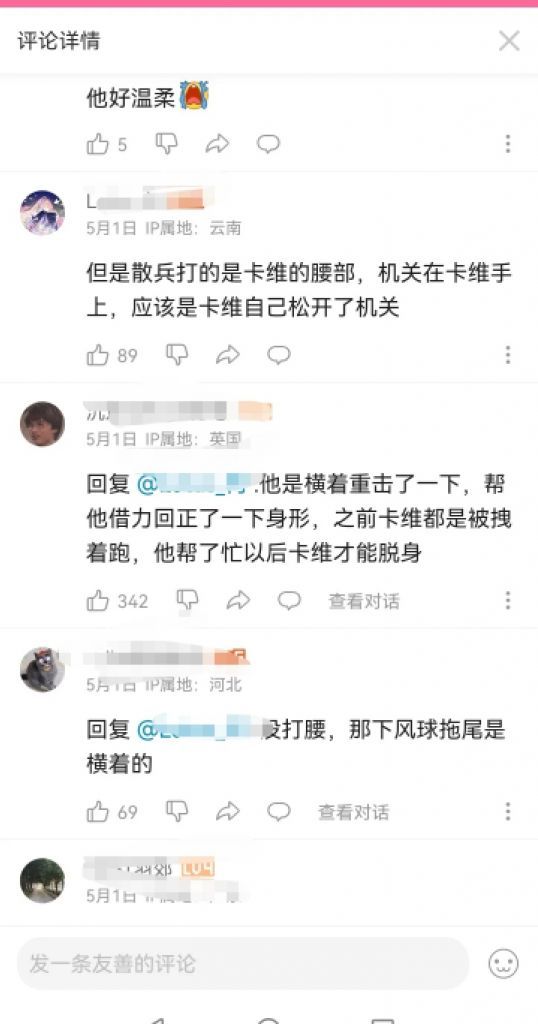 评论详情
他好温柔
5
5月1日 IP属地：云南
但是散兵打的是卡维的腰部，机关在卡维手
上，应该是卡维自己松开了机关
89
5月1日 IP属地：英国
回复 @ 他是横着重击了一下，帮
他借力回正了一下身形，之前卡维都是被拽
着跑，他帮了忙以后卡维才能脱身
342 查看对话
5月1日 IP属地：河北
回复 @ 没打腰，那下风球拖尾是
横着的
69 查看对话
5月1日
发一条友善的评论